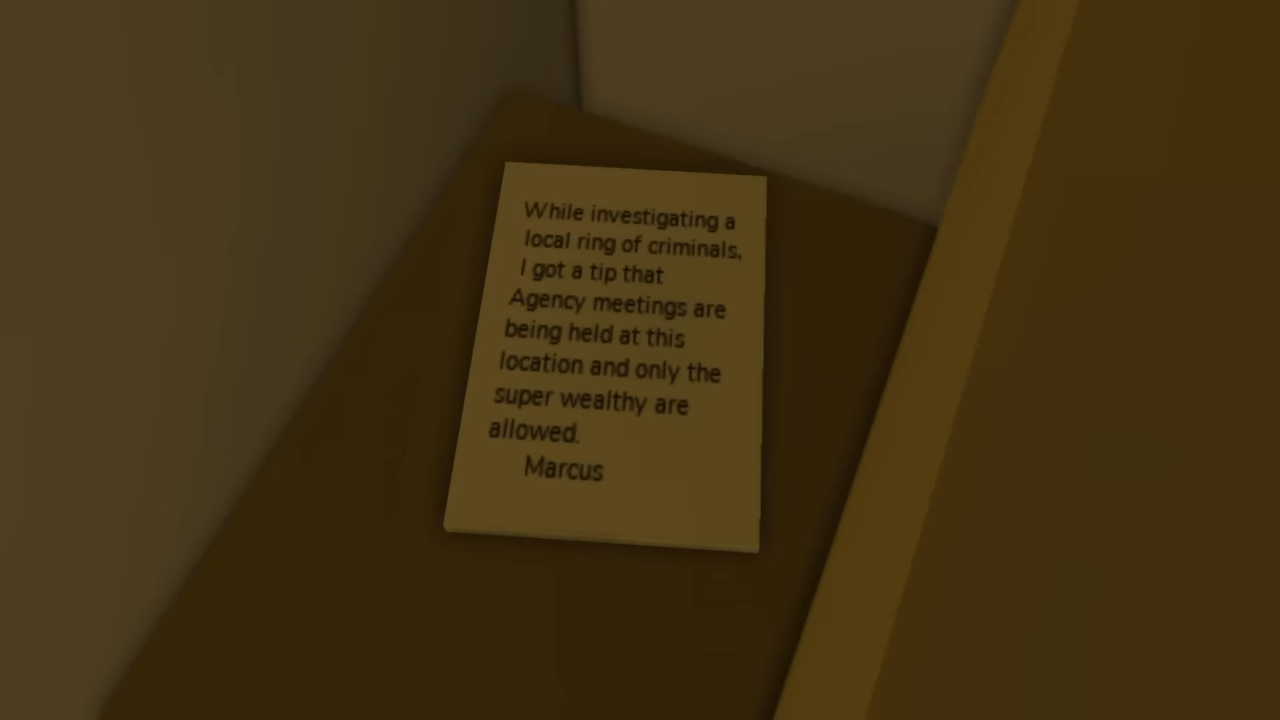 While investigating a
local ring of criminals,
I got a tip that
Agency meetings are
being held at this
location and only the
super wealthy are
allowed.
Marcus